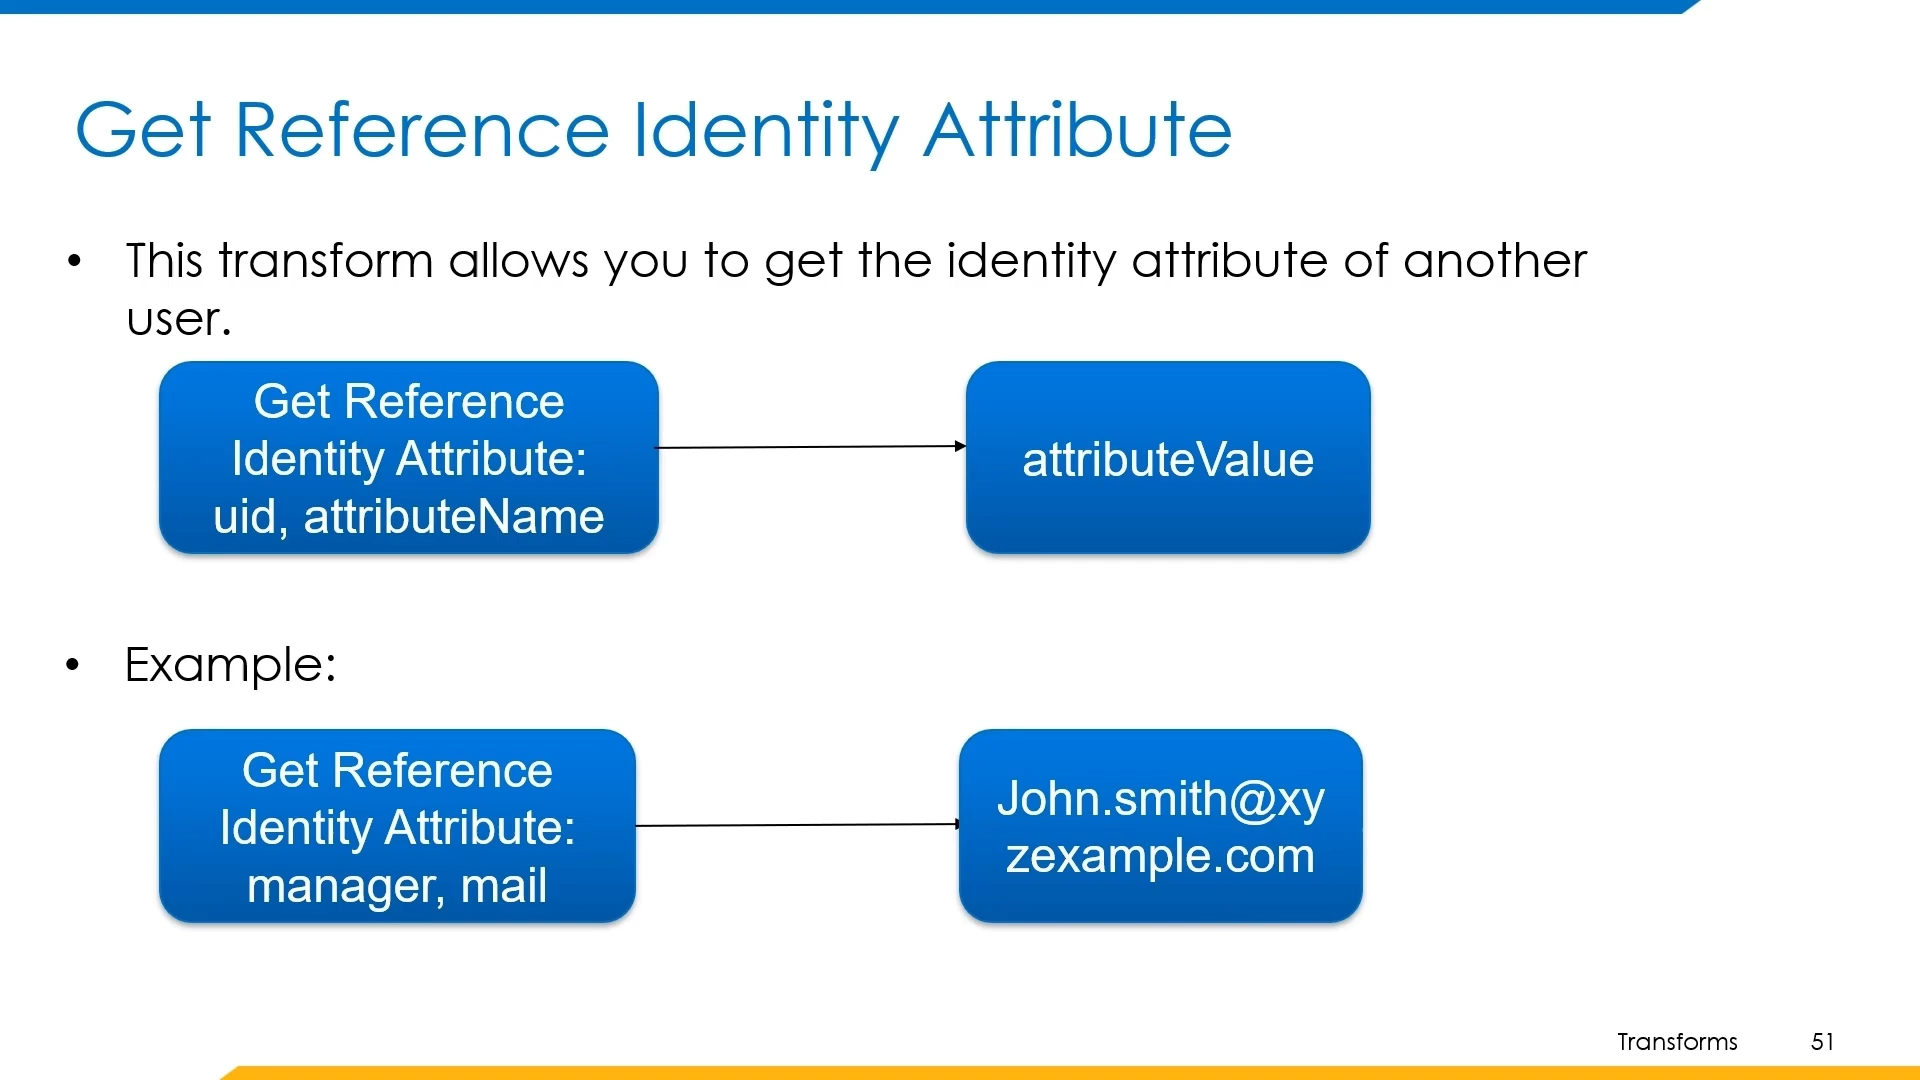 Get Reference Identity Attribute
• This transform allows you to get the identity attribute of another
user.
Get Reference
Identity Attribute:
uid, attributeName
attributeValue
• Example:
Get Reference
Identity Attribute:
manager, mail
John.smith@xy
zexample.com
Transforms 51